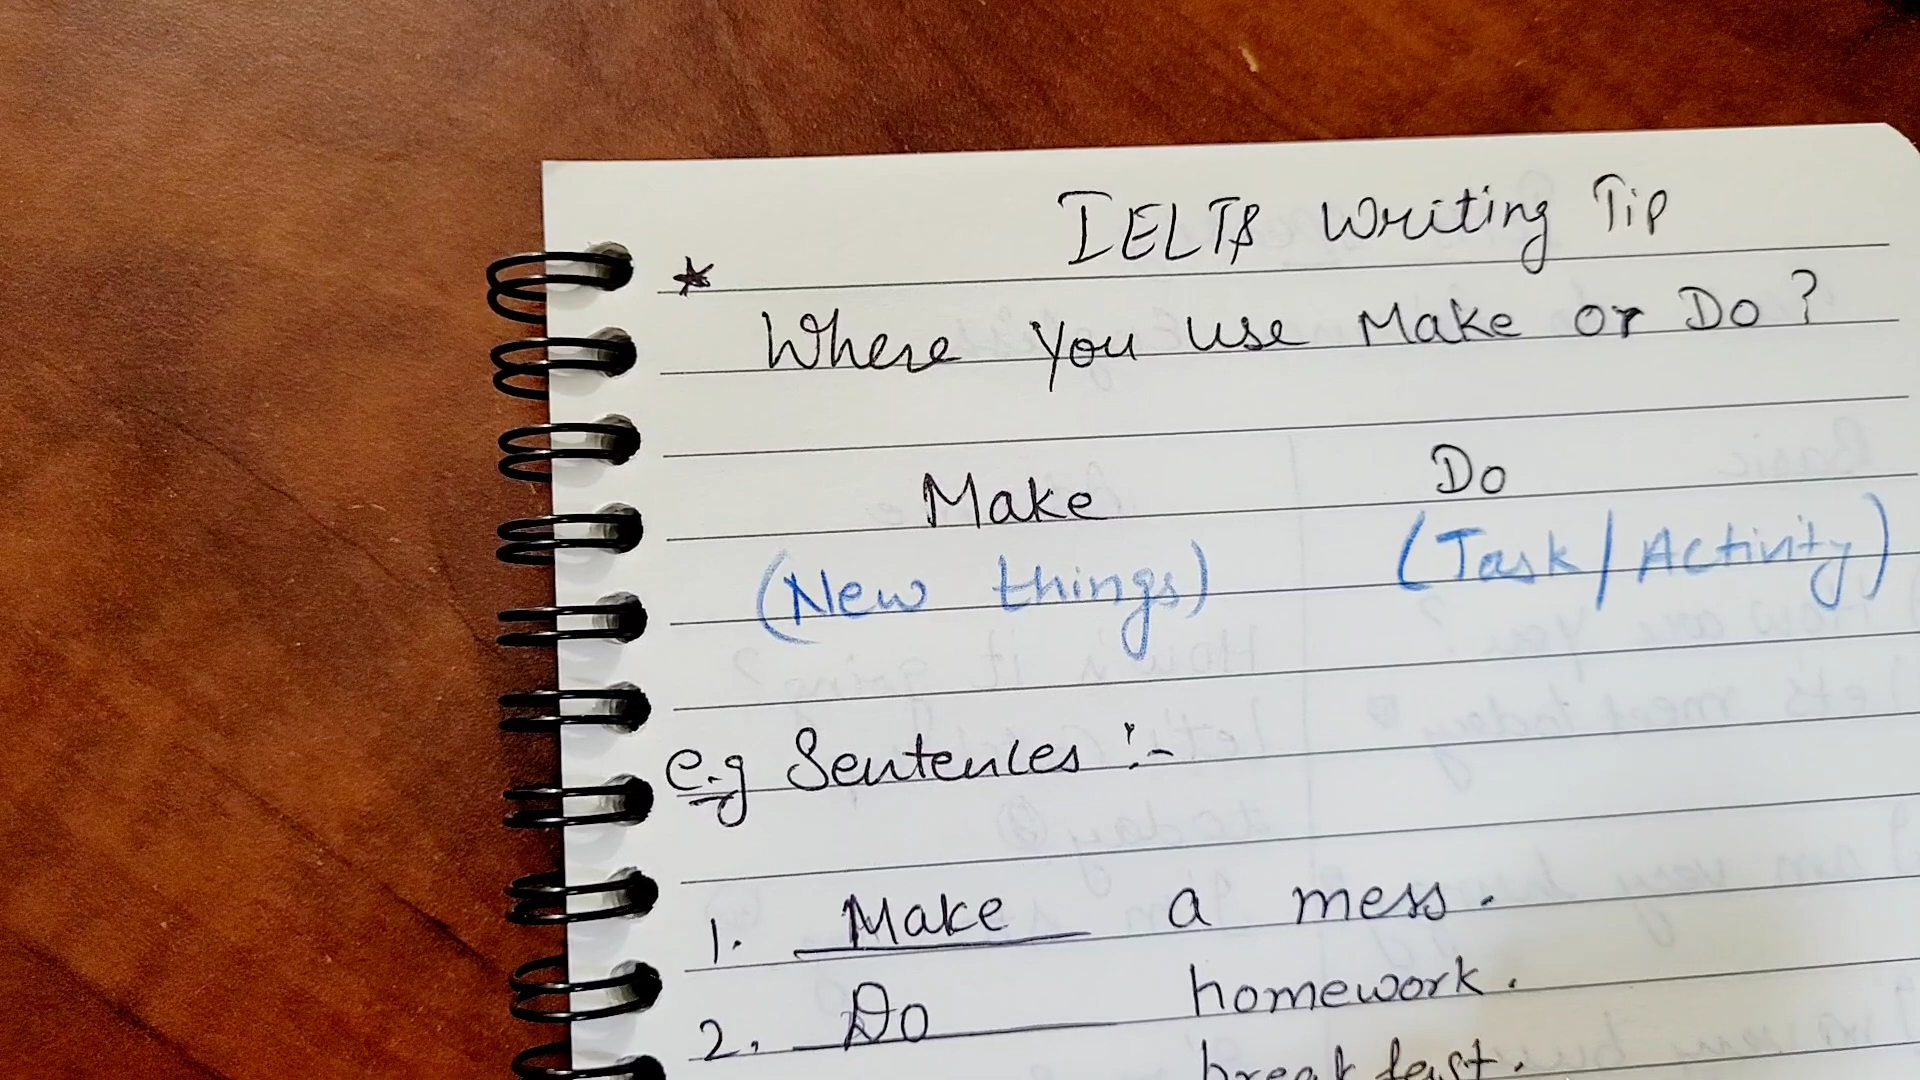 IELTS Writing Tip
* Where you use Make or Do?
Make Do
(New things) (Task/Activity)
e.g Sentences :-
1. Make a mess.
2. Do homework.
breakfast.